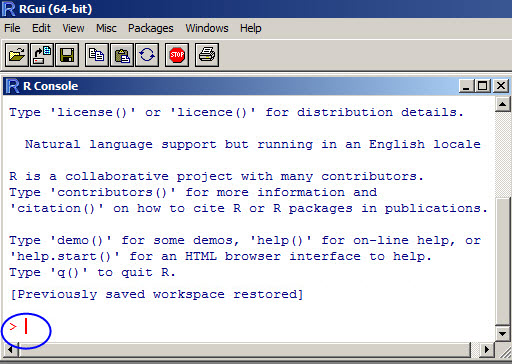 RGui (64-bit)
File Edit View Misc Packages Windows Help
STOP
R Console
Type 'license()' or 'licence()' for distribution details.
Natural language support but running in an English locale
R is a collaborative project with many contributors.
Type 'contributors()' for more information and
'citation()' on how to cite R or R packages in publications.
Type 'demo()' for some demos, 'help()' for on-line help, or
'help.start()' for an HTML browser interface to help.
Type 'q()' to quit R.
[Previously saved workspace restored]
>